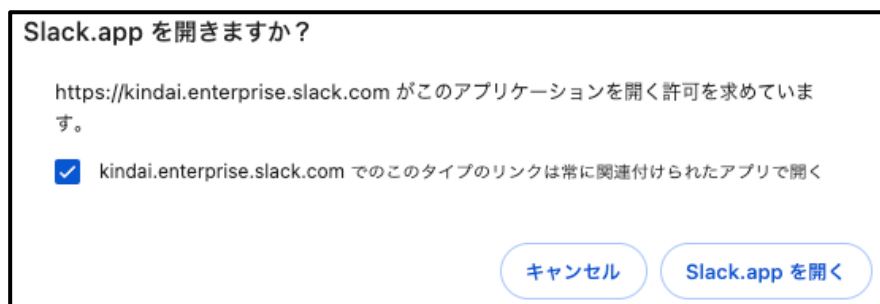 Slack.app を開きますか？
https://kindai.enterprise.slack.com がこのアプリケーションを開く許可を求めていま
す。
kindai.enterprise.slack.com でのこのタイプのリンクは常に関連付けられたアプリで開く
キャンセル
Slack.app を開く